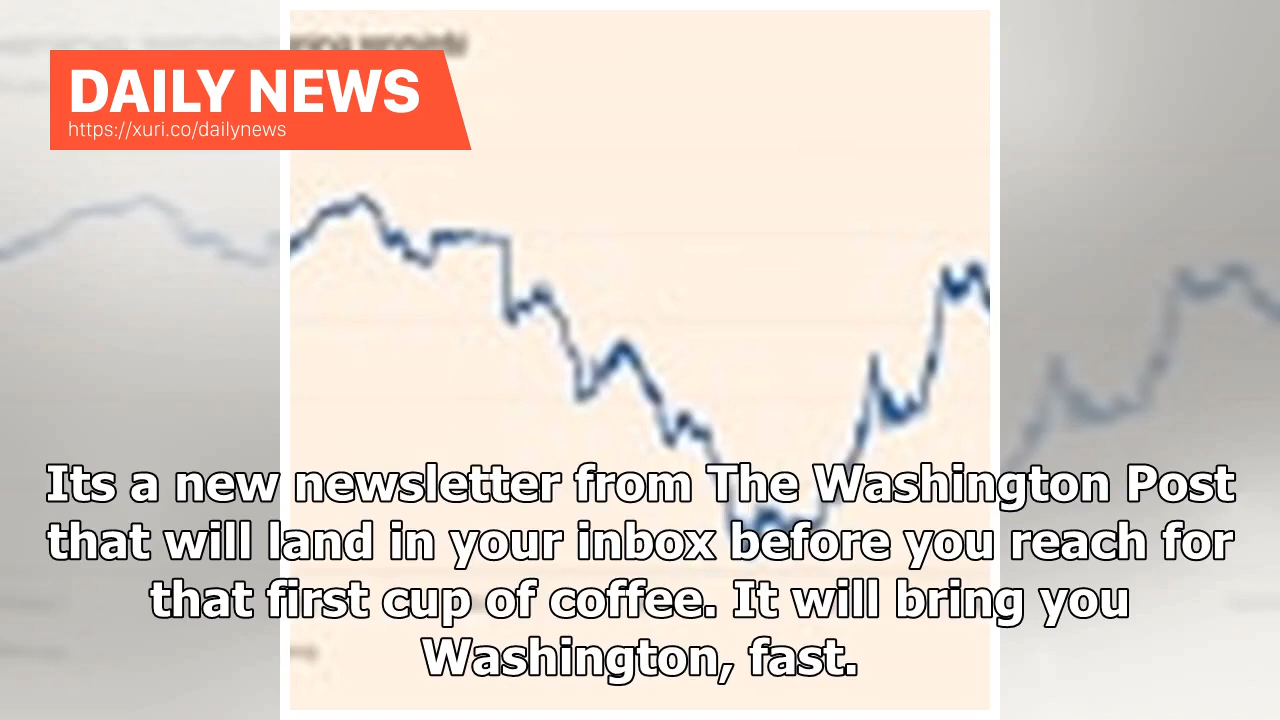 DAILY NEWS
https://xuri.co/dailynews
Its a new newsletter from The Washington Post
that will land in your inbox before you reach for
that first cup of coffee. It will bring you
Washington, fast.